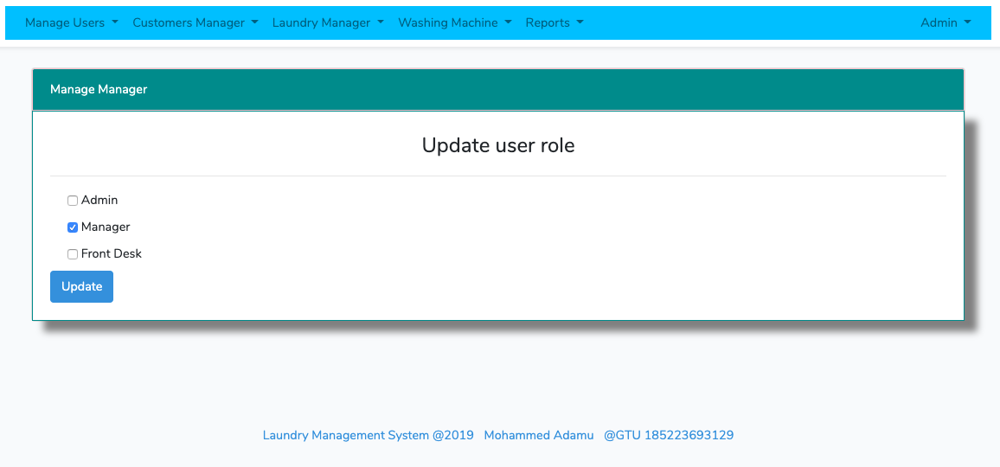 Manage Users Customers Manager Laundry Manager Washing Machine Reports Admin
Manage Manager
Update user role
Admin
Manager
Front Desk
Update
Laundry Management System @2019 Mohammed Adamu @GTU 185223693129